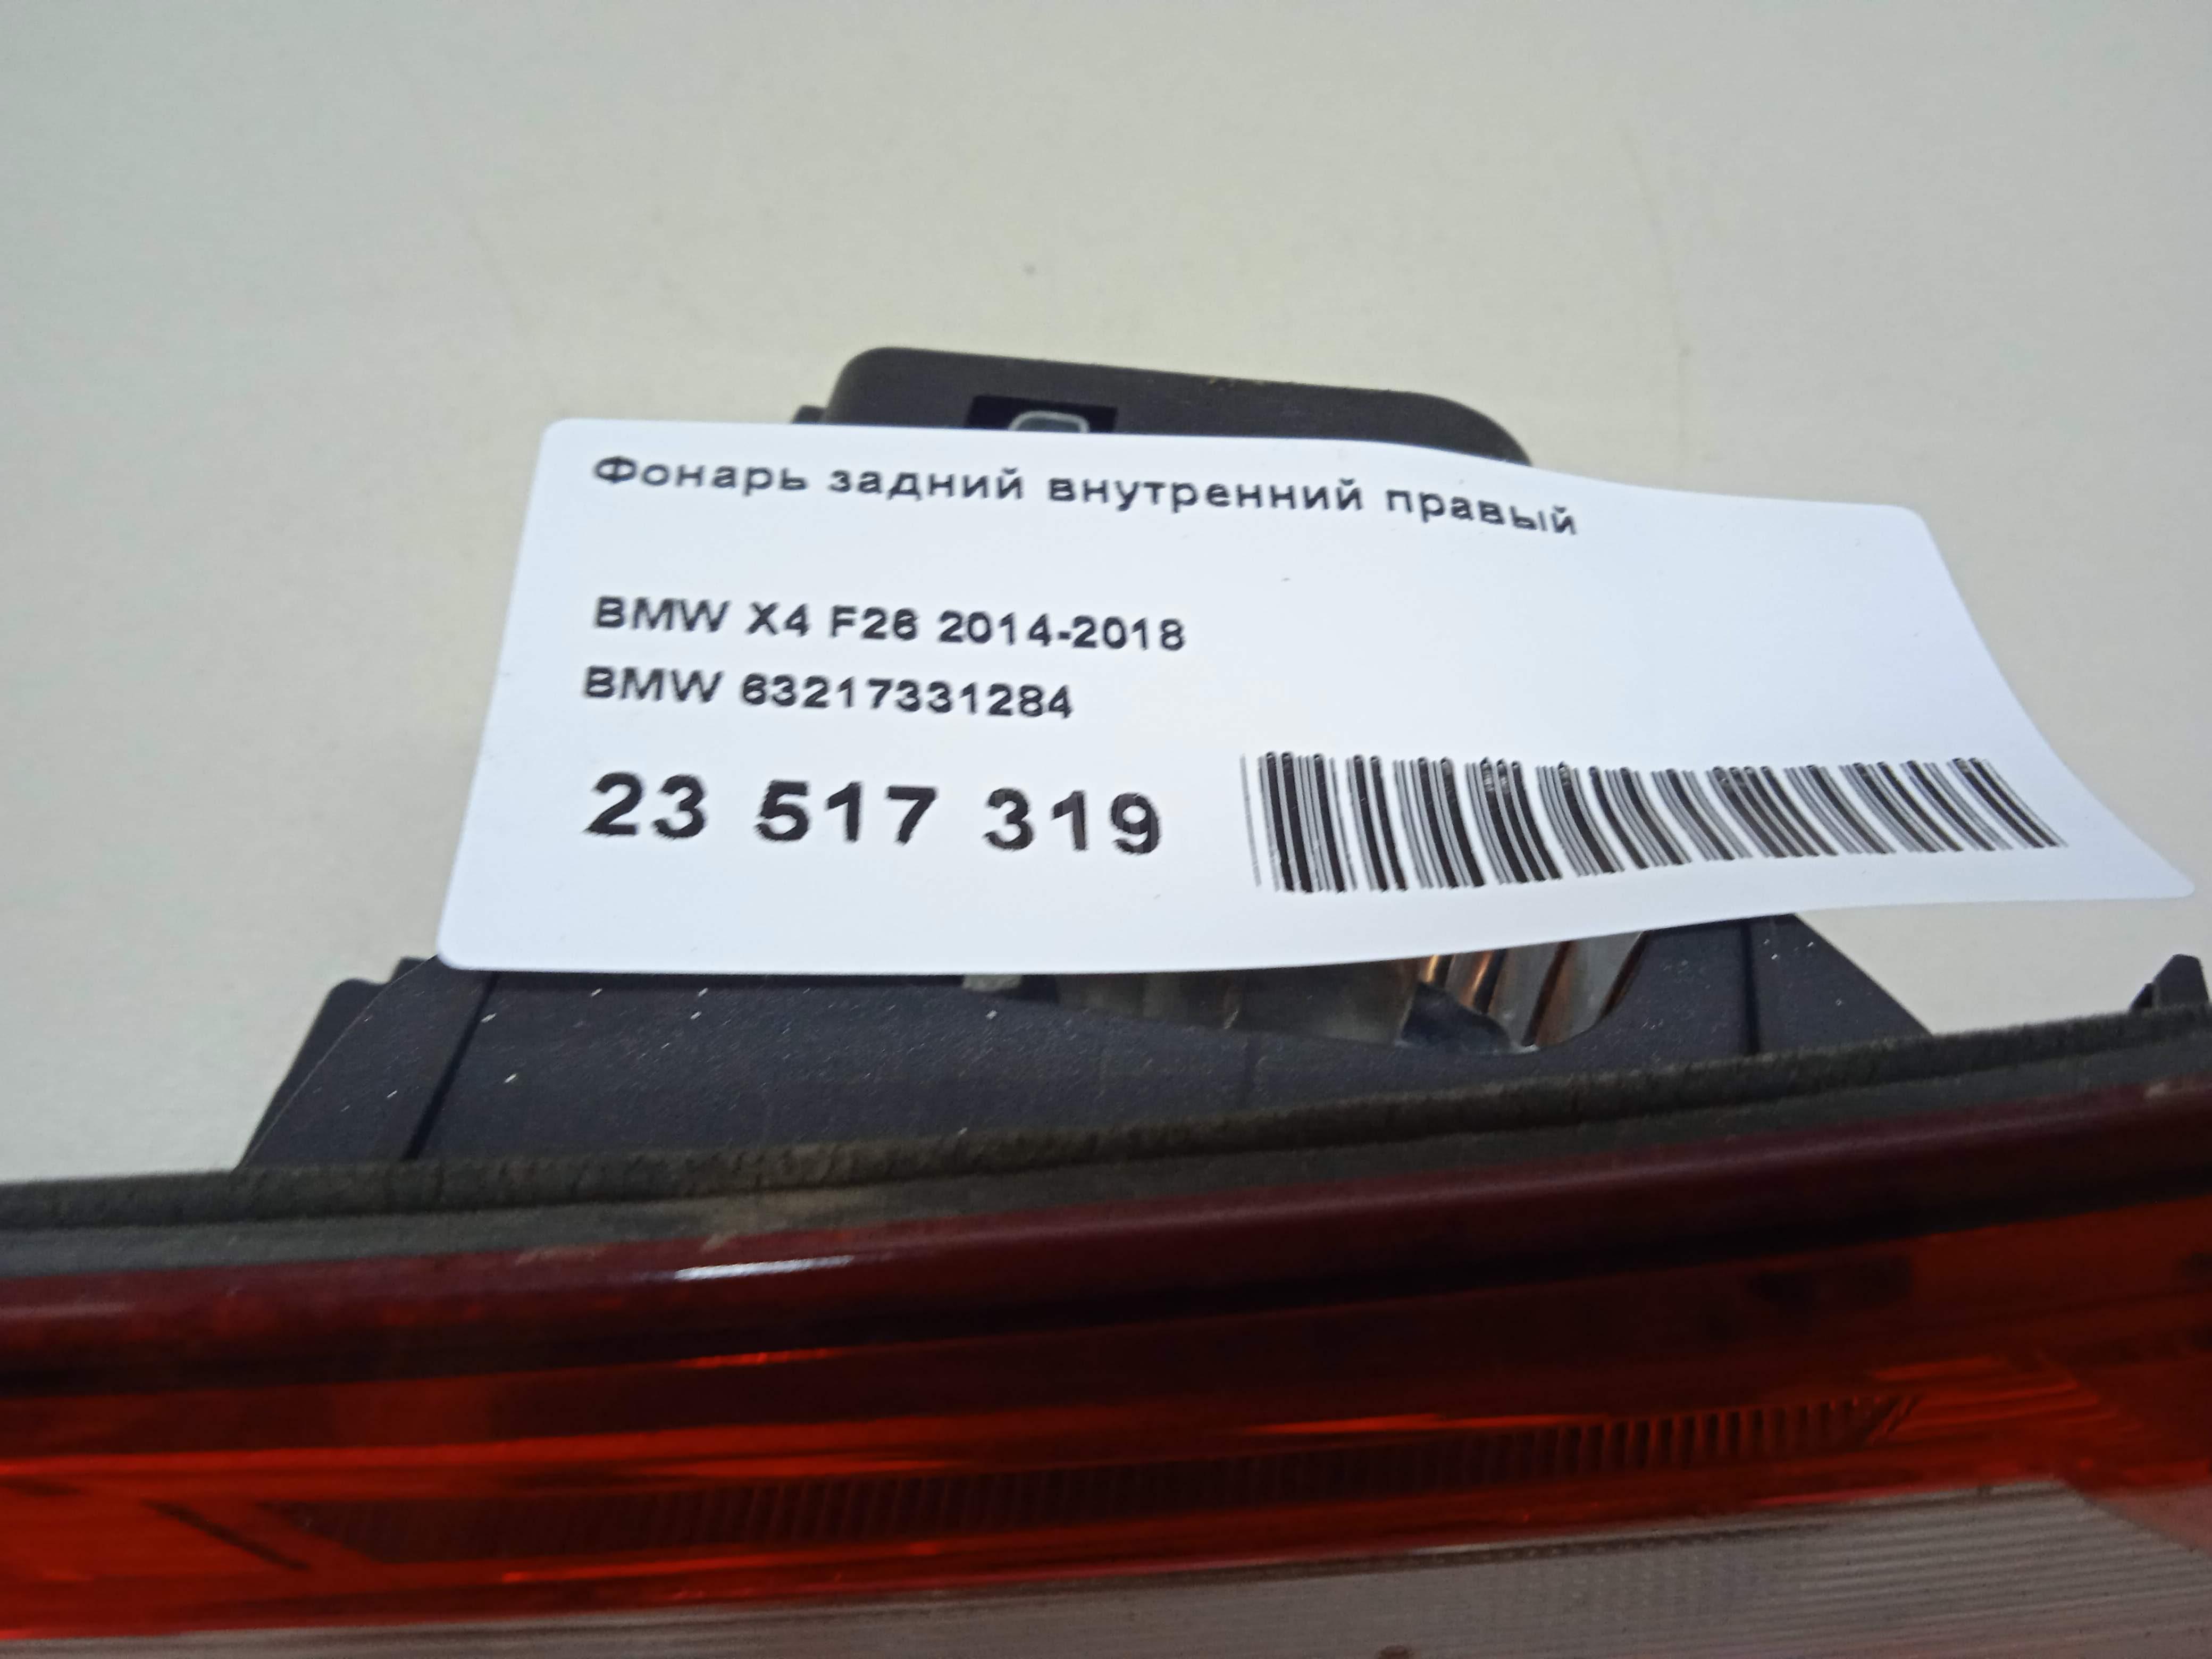 Фонарь задний внутренний правый
BMW X4 F26 2014-2018
BMW 63217331284
23 517 319